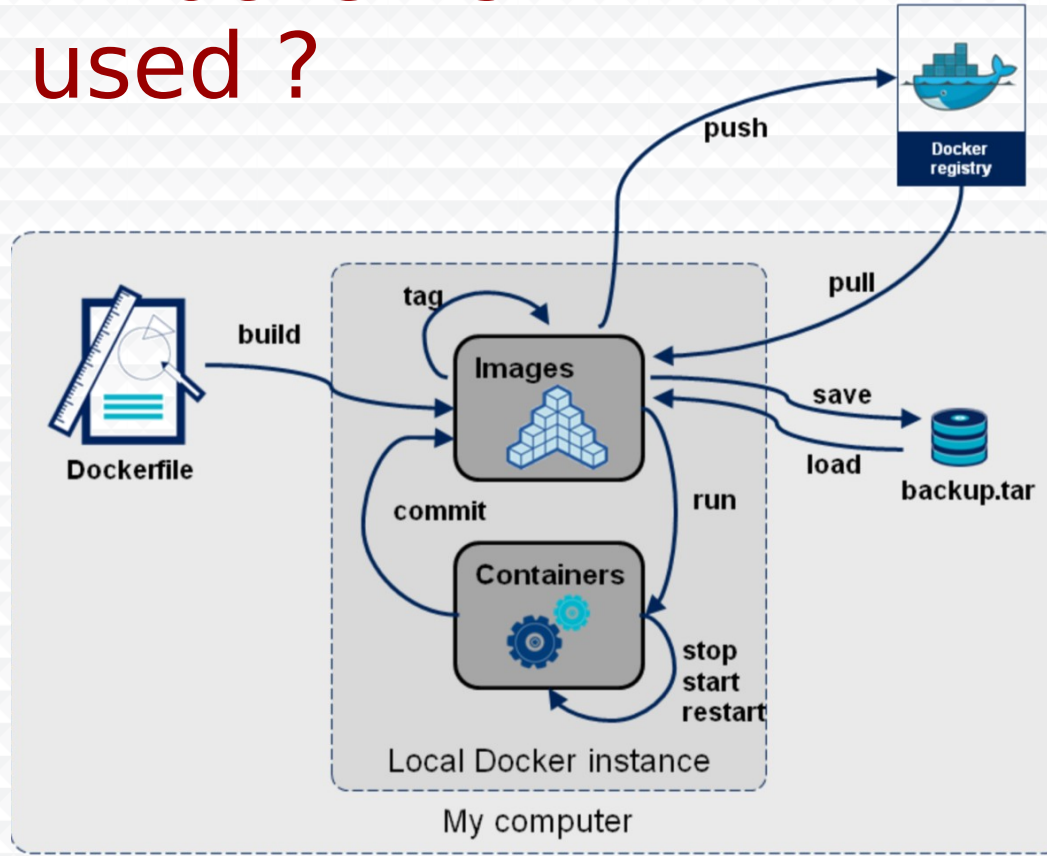 used ?
push
Docker
registry
pull
tag
build
Images
save
load
Dockerfile
backup.tar
commit
run
Containers
stop
start
restart
Local Docker instance
My computer